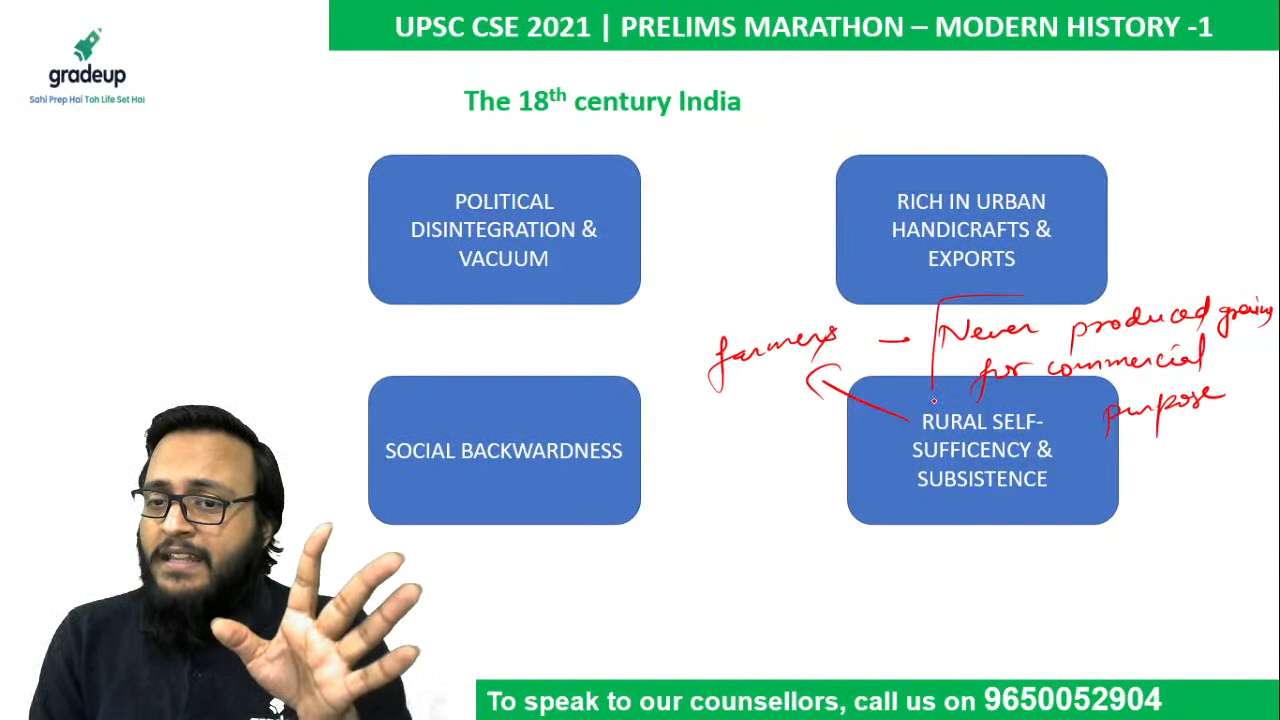 UPSC CSE 2021 | PRELIMS MARATHON – MODERN HISTORY -1
gradeup
Sahi Prep Hai Toh Life Set Hai
The 18th century India
POLITICAL
DISINTEGRATION &
VACUUM
RICH IN URBAN
HANDICRAFTS &
EXPORTS
farmers – Never produced grains
for commercial
purpose
SOCIAL BACKWARDNESS
RURAL SELF-
SUFFICENCY &
SUBSISTENCE
To speak to our counsellors, call us on 9650052904